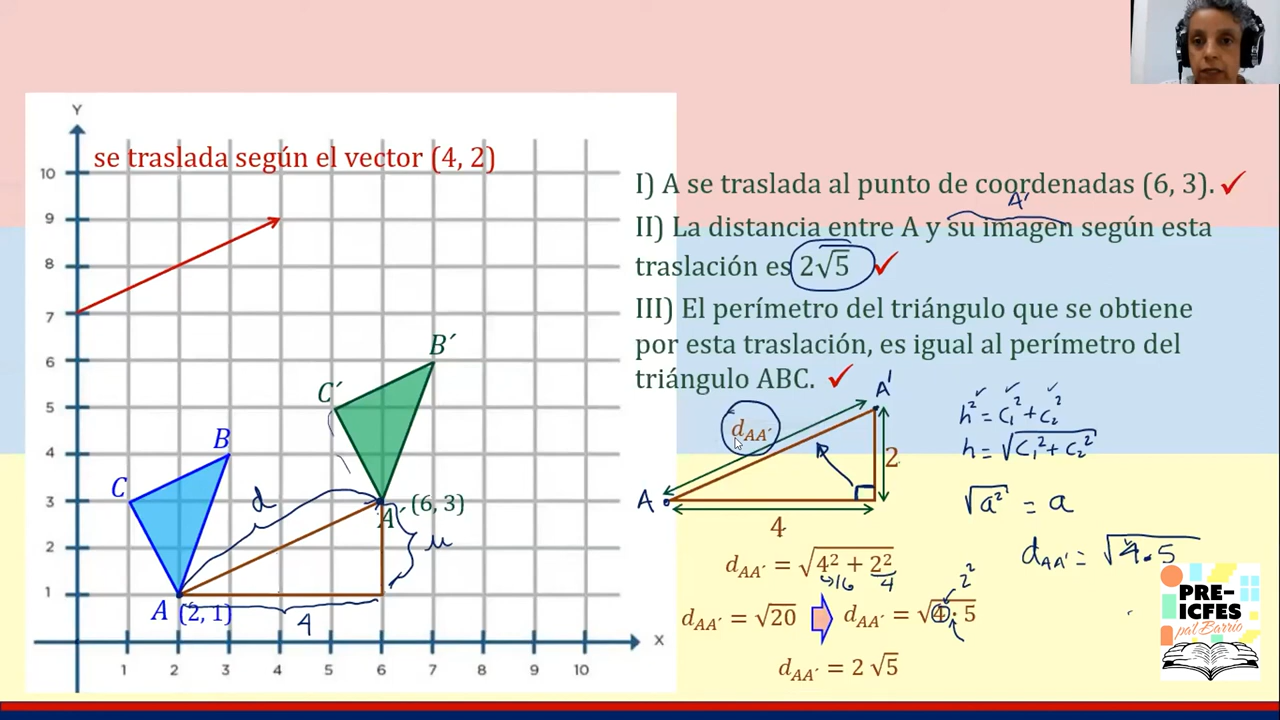 Y
se traslada según el vector (4, 2)
10
9
8
7
6
5
4
3
2
1
1 2 3 4 5 6 7 8 9 10
X
B´
C´
A´ (6, 3)
B
C
A (2, 1)
d
4
I) A se traslada al punto de coordenadas (6, 3).
A'
II) La distancia entre A y su imagen según esta
traslación es 2√5
III) El perímetro del triángulo que se obtiene
por esta traslación, es igual al perímetro del
triángulo ABC.
A'
d_AA´
A
2
4
h² = c₁² + c₂²
h = √(c₁² + c₂²)
√a² = a
d_AA' = √4·5
d_AA´ = √(4² + 2²)
16 4
2²
d_AA´ = √20
d_AA´ = √4 · 5
d_AA´ = 2 √5
PRE-
ICFES
pa'l Barrio